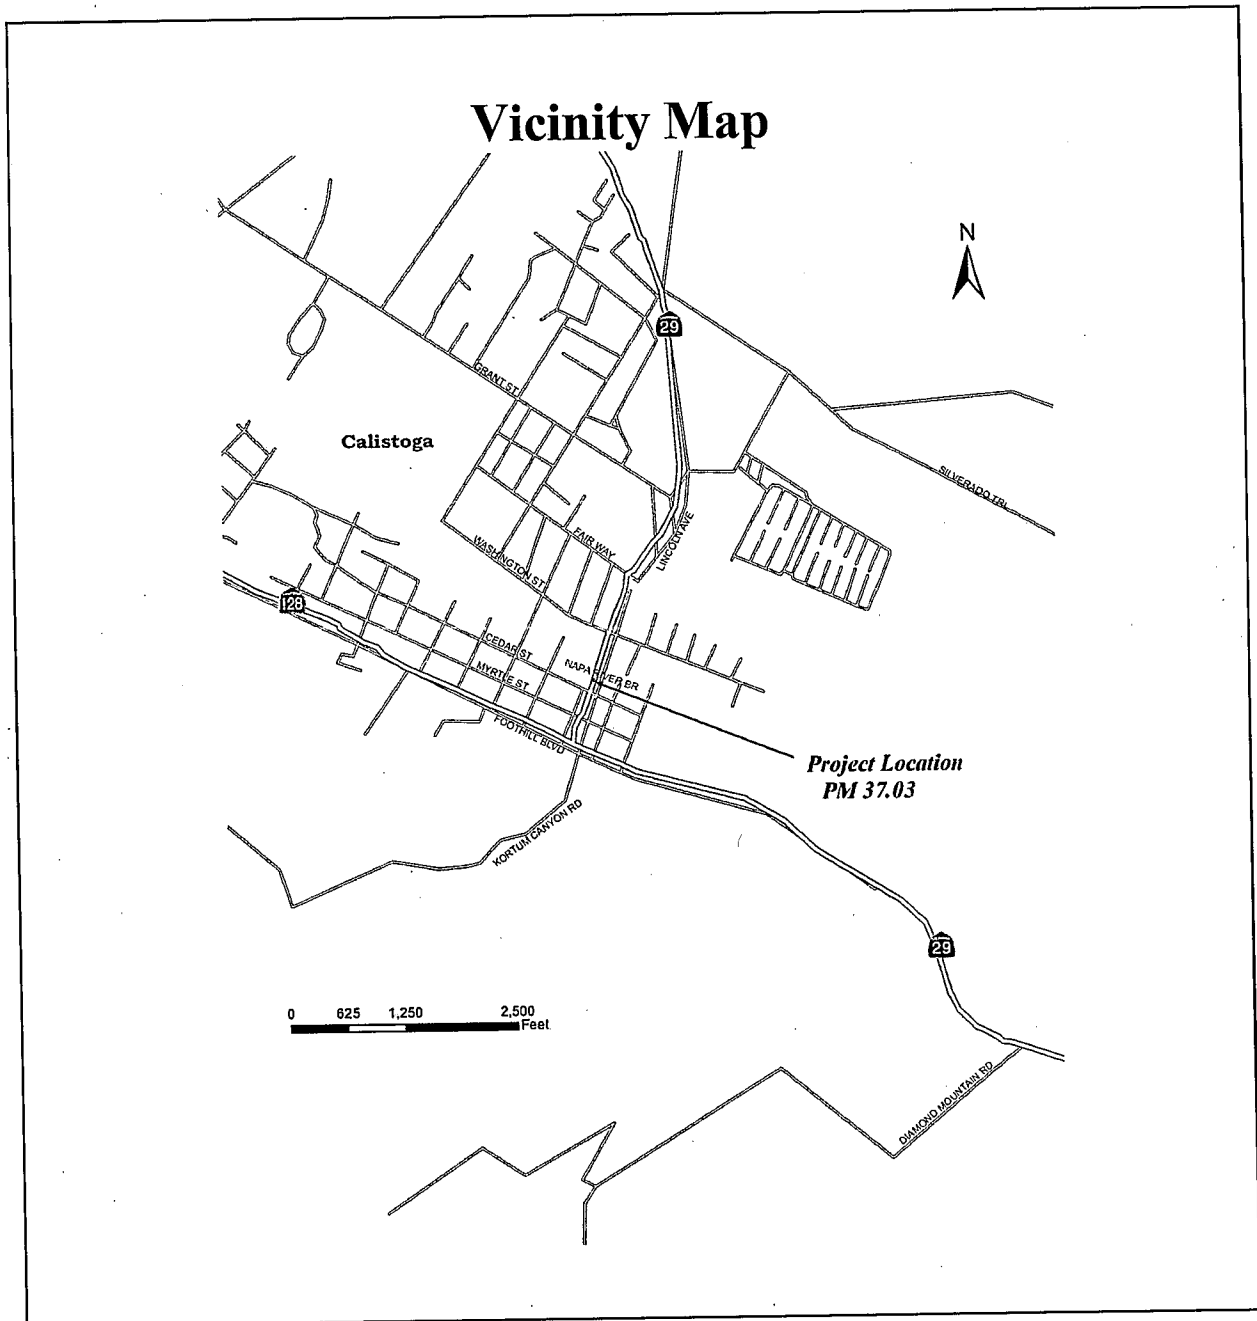 Vicinity Map
N
29
GRANT ST
Calistoga
SILVERADO TRL
FAIR WAY
LINCOLN AVE
WASHINGTON ST
128
CEDAR ST
NAPA RIVER BR
MYRTLE ST
FOOTHILL BLVD
Project Location
PM 37.03
KORTUM CANYON RD
29
0 625 1,250 2,500
Feet
DIAMOND MOUNTAIN RD